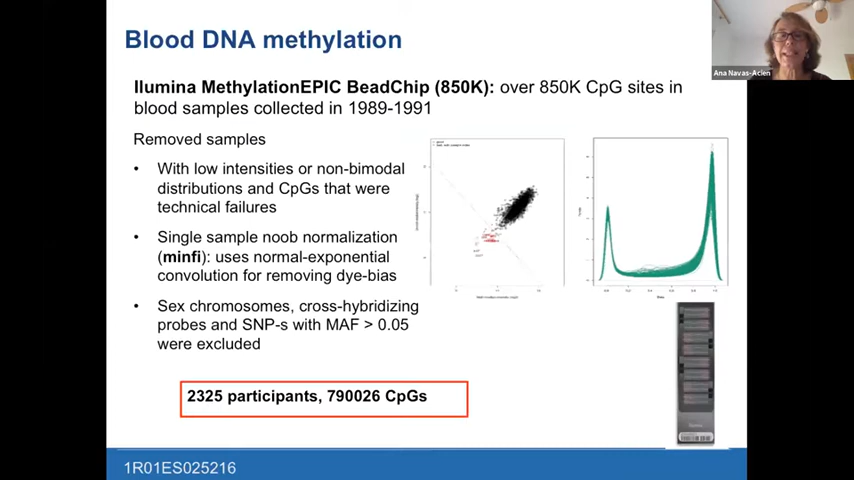 Blood DNA methylation
Ana Navas-Acien
Ilumina MethylationEPIC BeadChip (850K): over 850K CpG sites in
blood samples collected in 1989-1991
Removed samples
• With low intensities or non-bimodal
distributions and CpGs that were
technical failures
• Single sample noob normalization
(minfi): uses normal-exponential
convolution for removing dye-bias
• Sex chromosomes, cross-hybridizing
probes and SNP-s with MAF > 0.05
were excluded
2325 participants, 790026 CpGs
1R01ES025216